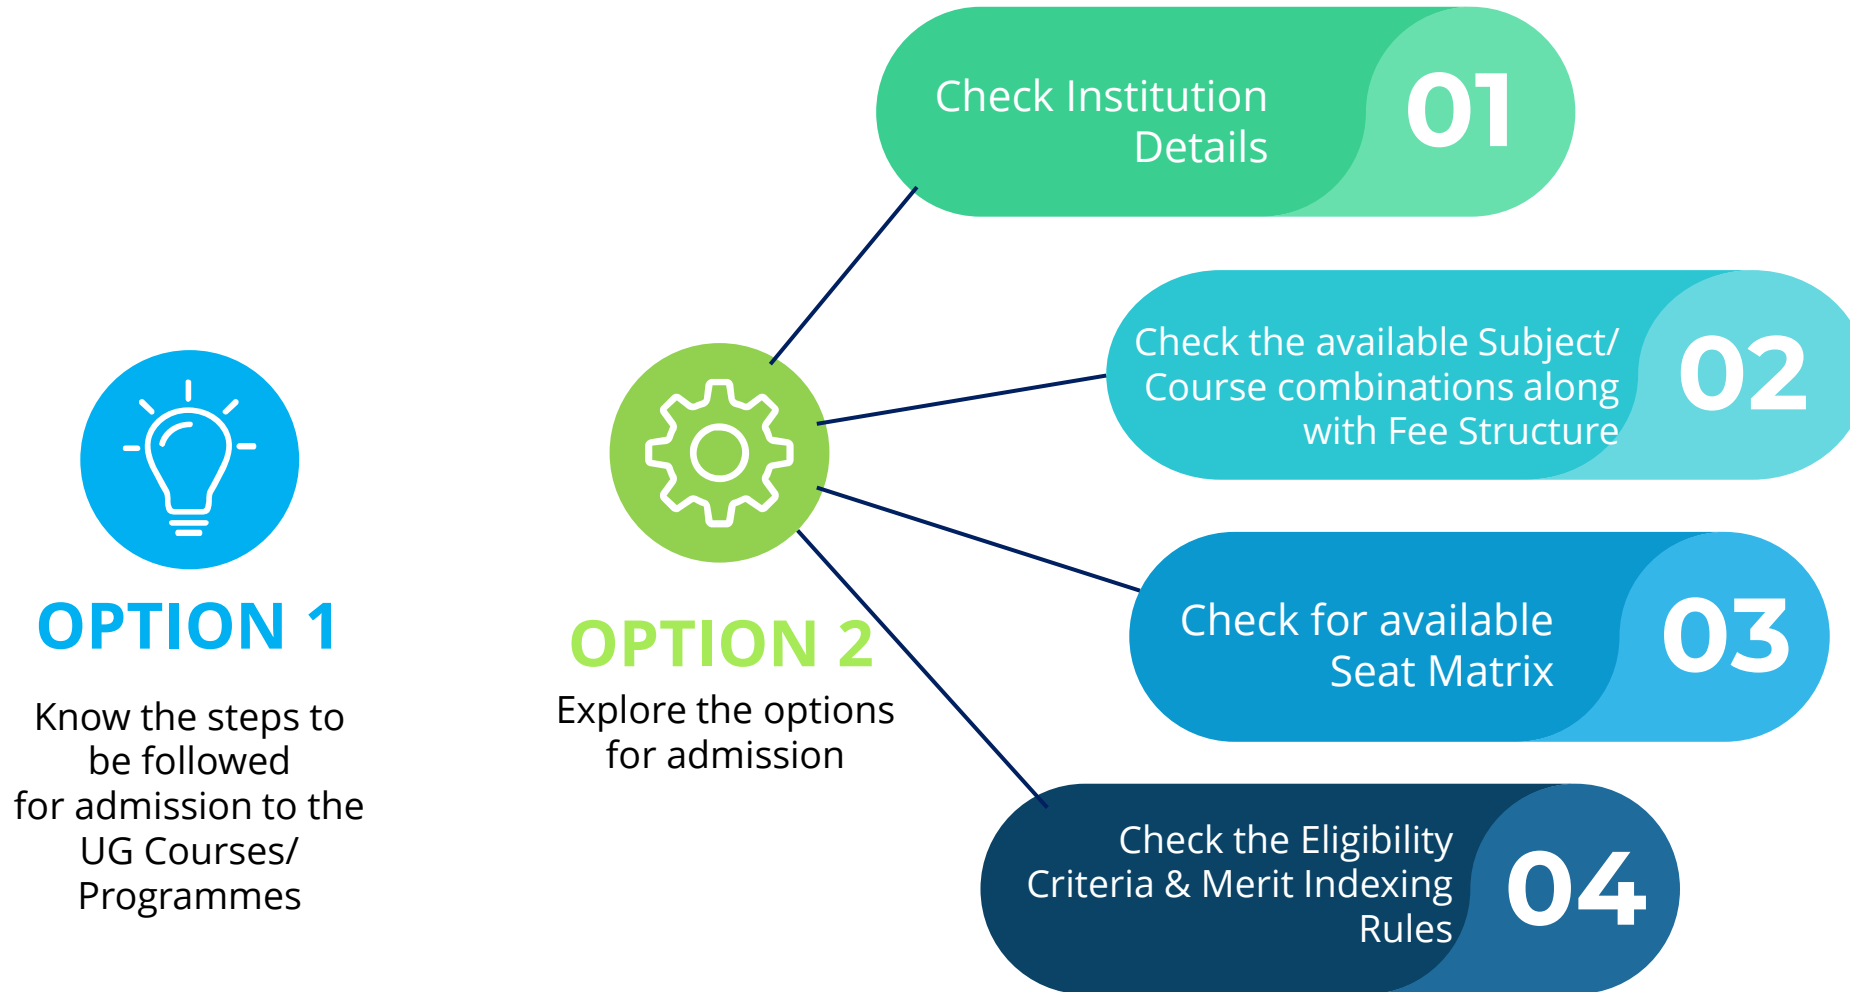 OPTION 1
Know the steps to
be followed
for admission to the
UG Courses/
Programmes
OPTION 2
Explore the options
for admission
Check Institution
Details
01
Check the available Subject/
Course combinations along
with Fee Structure
02
Check for available
Seat Matrix
03
Check the Eligibility
Criteria & Merit Indexing
Rules
04